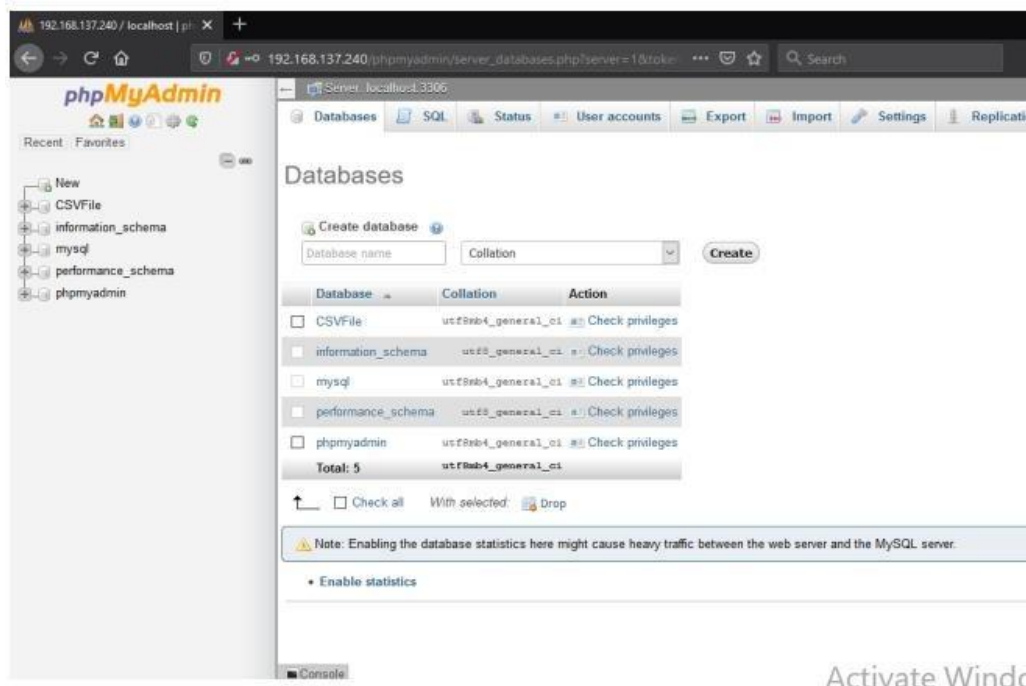 192.168.137.240 / localhost | ph
192.168.137.240/phpmyadmin/server_databases.php?server=1&token
Search
phpMyAdmin
Recent Favorites
New
CSVFile
information_schema
mysql
performance_schema
phpmyadmin
Server: localhost:3306
Databases SQL Status User accounts Export Import Settings Replicati
Databases
Create database
Database name Collation Create
Database Collation Action
CSVFile utf8mb4_general_ci Check privileges
information_schema utf8_general_ci Check privileges
mysql utf8mb4_general_ci Check privileges
performance_schema utf8_general_ci Check privileges
phpmyadmin utf8mb4_general_ci Check privileges
Total: 5 utf8mb4_general_ci
Check all With selected: Drop
Note: Enabling the database statistics here might cause heavy traffic between the web server and the MySQL server.
• Enable statistics
Console
Activate Windo